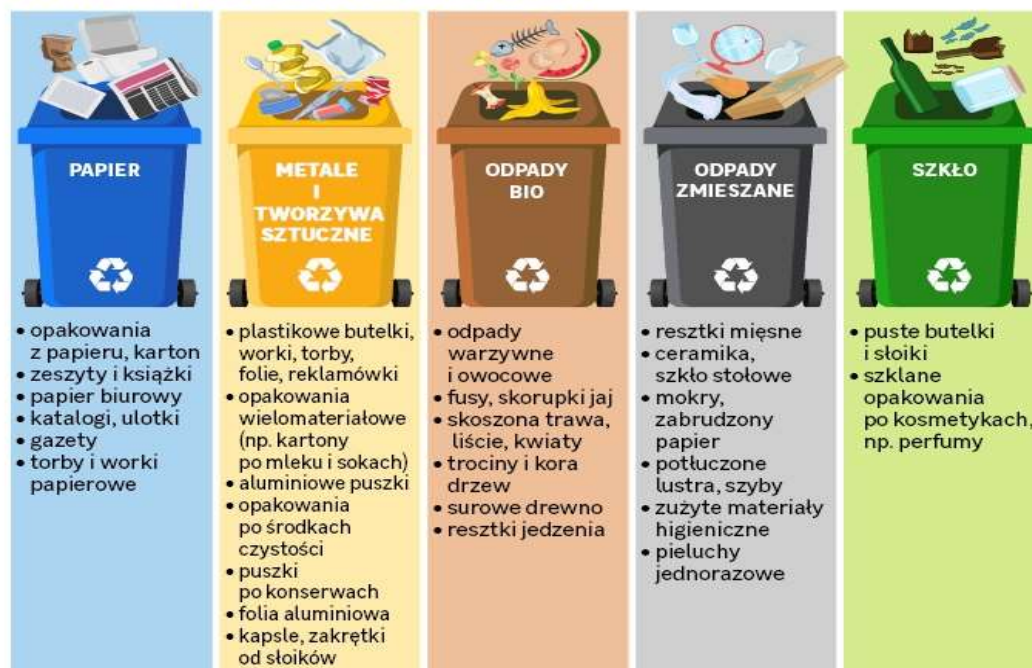 PAPIER
• opakowania
z papieru, karton
• zeszyty i książki
• papier biurowy
• katalogi, ulotki
• gazety
• torby i worki
papierowe
METALE
I
TWORZYWA
SZTUCZNE
• plastikowe butelki,
worki, torby,
folie, reklamówki
• opakowania
wielomateriałowe
(np. kartony
po mleku i sokach)
• aluminiowe puszki
• opakowania
po środkach
czystości
• puszki
po konserwach
• folia aluminiowa
• kapsle, zakrętki
od słoików
ODPADY
BIO
• odpady
warzywne
i owocowe
• fusy, skorupki jaj
• skoszona trawa,
liście, kwiaty
• trociny i kora
drzew
• surowe drewno
• resztki jedzenia
ODPADY
ZMIESZANE
• resztki mięsne
• ceramika,
szkło stołowe
• mokry,
zabrudzony
papier
• potłuczone
lustra, szyby
• zużyte materiały
higieniczne
• pieluchy
jednorazowe
SZKŁO
• puste butelki
i słoiki
• szklane
opakowania
po kosmetykach,
np. perfumy